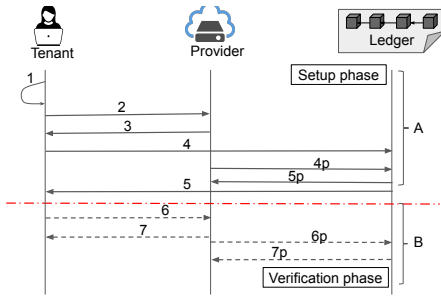 Tenant
Provider
Ledger
Setup phase
1
2
3
4
4p
5p
5
A
6
7
6p
7p
B
Verification phase